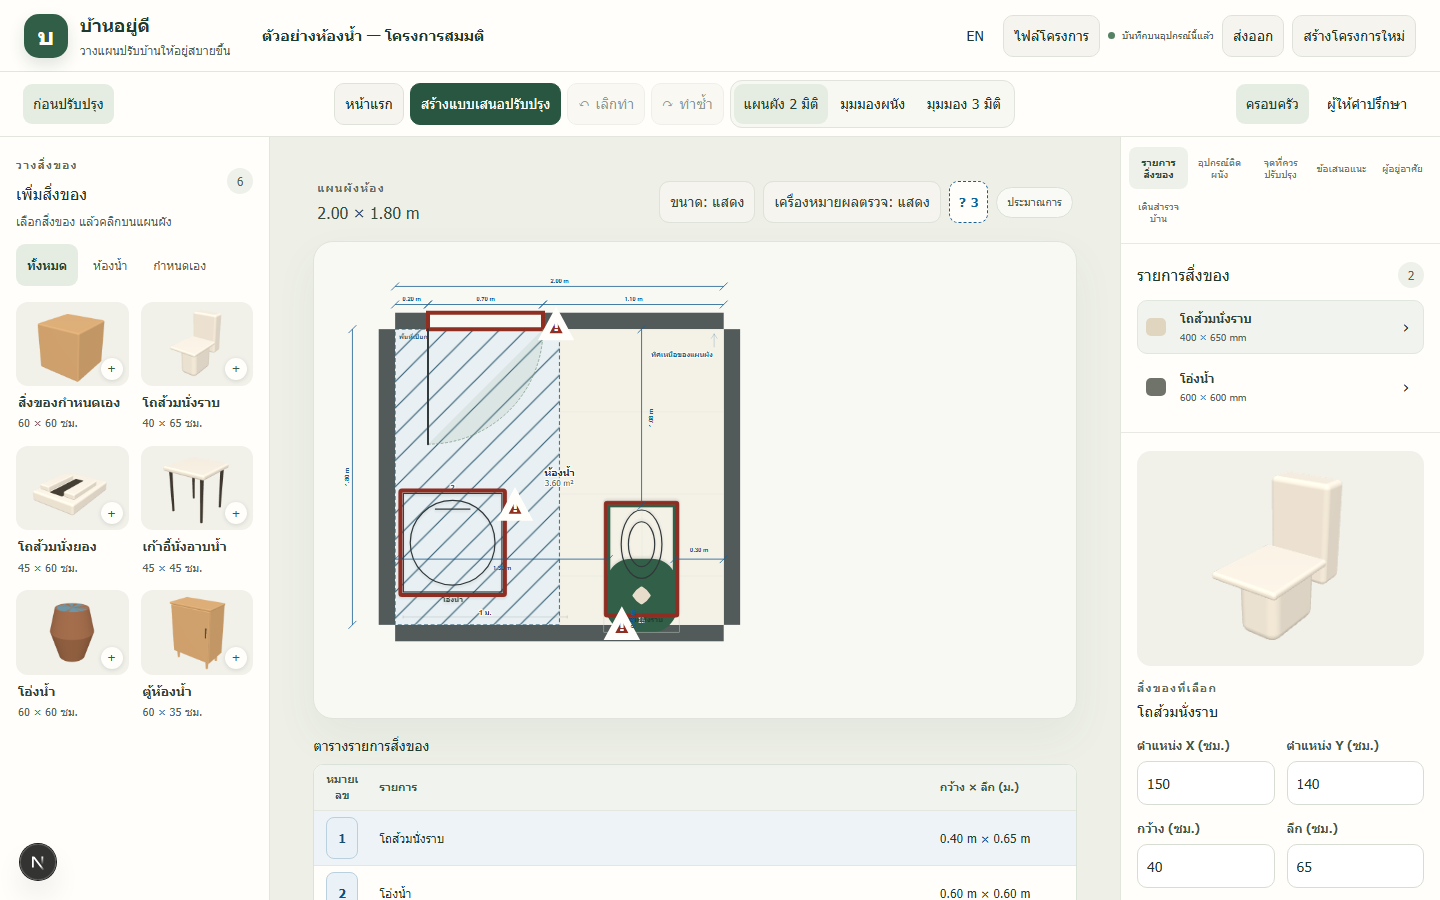 บ
บ้านอยู่ดี
วางแผนปรับบ้านให้อยู่สบายขึ้น
ตัวอย่างห้องน้ำ — โครงการสมมติ
EN
ไฟล์โครงการ
บันทึกบนอุปกรณ์นี้แล้ว
ส่งออก
สร้างโครงการใหม่
ก่อนปรับปรุง
หน้าแรก
สร้างแบบเสนอปรับปรุง
เลิกทำ
ทำซ้ำ
แผนผัง 2 มิติ
มุมมองผนัง
มุมมอง 3 มิติ
ครอบครัว
ผู้ให้คำปรึกษา
วางสิ่งของ
เพิ่มสิ่งของ
6
เลือกสิ่งของ แล้วคลิกบนแผนผัง
ทั้งหมด
ห้องน้ำ
กำหนดเอง
+
+
สิ่งของกำหนดเอง
60 × 60 ซม.
โถส้วมนั่งราบ
40 × 65 ซม.
+
+
โถส้วมนั่งยอง
45 × 60 ซม.
เก้าอี้นั่งอาบน้ำ
45 × 45 ซม.
+
+
โอ่งน้ำ
60 × 60 ซม.
ตู้ห้องน้ำ
60 × 35 ซม.
N
แผนผังห้อง
2.00 × 1.80 m
ขนาด: แสดง
เครื่องหมายผลตรวจ: แสดง
? 3
ประมาณการ
2.00 m
0.20 m
0.70 m
1.10 m
พื้นที่เปียก
ทิศเหนือของแผนผัง
ห้องน้ำ
3.60 m²
0.30 m
โอ่งน้ำ
1 ม.
ตารางรายการสิ่งของ
หมายเ
ลข
รายการ
กว้าง × ลึก (ม.)
1
โถส้วมนั่งราบ
0.40 m × 0.65 m
2
โอ่งน้ำ
0.60 m × 0.60 m
รายการ
สิ่งของ
อุปกรณ์ติด
ผนัง
จุดที่ควร
ปรับปรุง
ข้อเสนอแนะ
ผู้อยู่อาศัย
เดินสำรวจ
บ้าน
รายการสิ่งของ
2
โถส้วมนั่งราบ
400 × 650 mm
โอ่งน้ำ
600 × 600 mm
สิ่งของที่เลือก
โถส้วมนั่งราบ
ตำแหน่ง X (ซม.)
ตำแหน่ง Y (ซม.)
150
140
กว้าง (ซม.)
ลึก (ซม.)
40
65